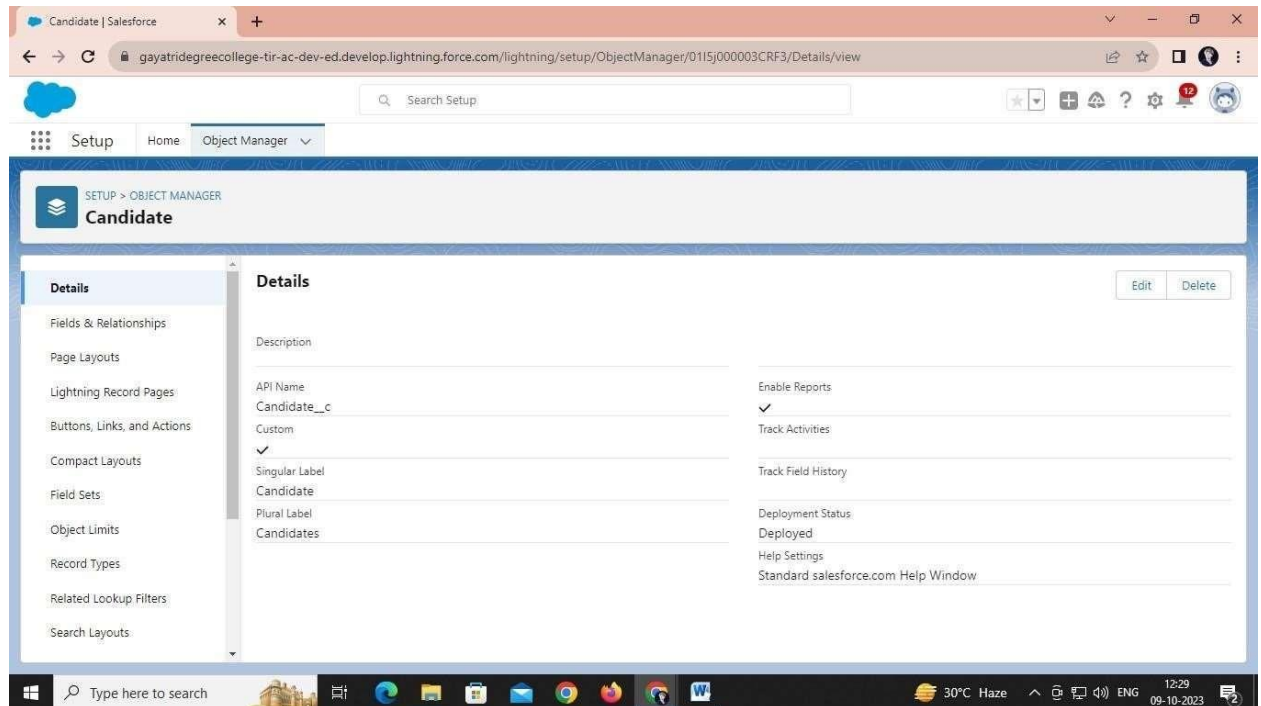 Candidate | Salesforce
gayatridegreecollege-tir-ac-dev-ed.develop.lightning.force.com/lightning/setup/ObjectManager/01I5j000003CRF3/Details/view
Search Setup
12
Setup Home Object Manager
SETUP > OBJECT MANAGER
Candidate
Details
Fields & Relationships
Page Layouts
Lightning Record Pages
Buttons, Links, and Actions
Compact Layouts
Field Sets
Object Limits
Record Types
Related Lookup Filters
Search Layouts
Details
Edit Delete
Description
API Name
Candidate__c
Custom
Singular Label
Candidate
Plural Label
Candidates
Enable Reports
Track Activities
Track Field History
Deployment Status
Deployed
Help Settings
Standard salesforce.com Help Window
Type here to search
30°C Haze
ENG
12:29
09-10-2023
2